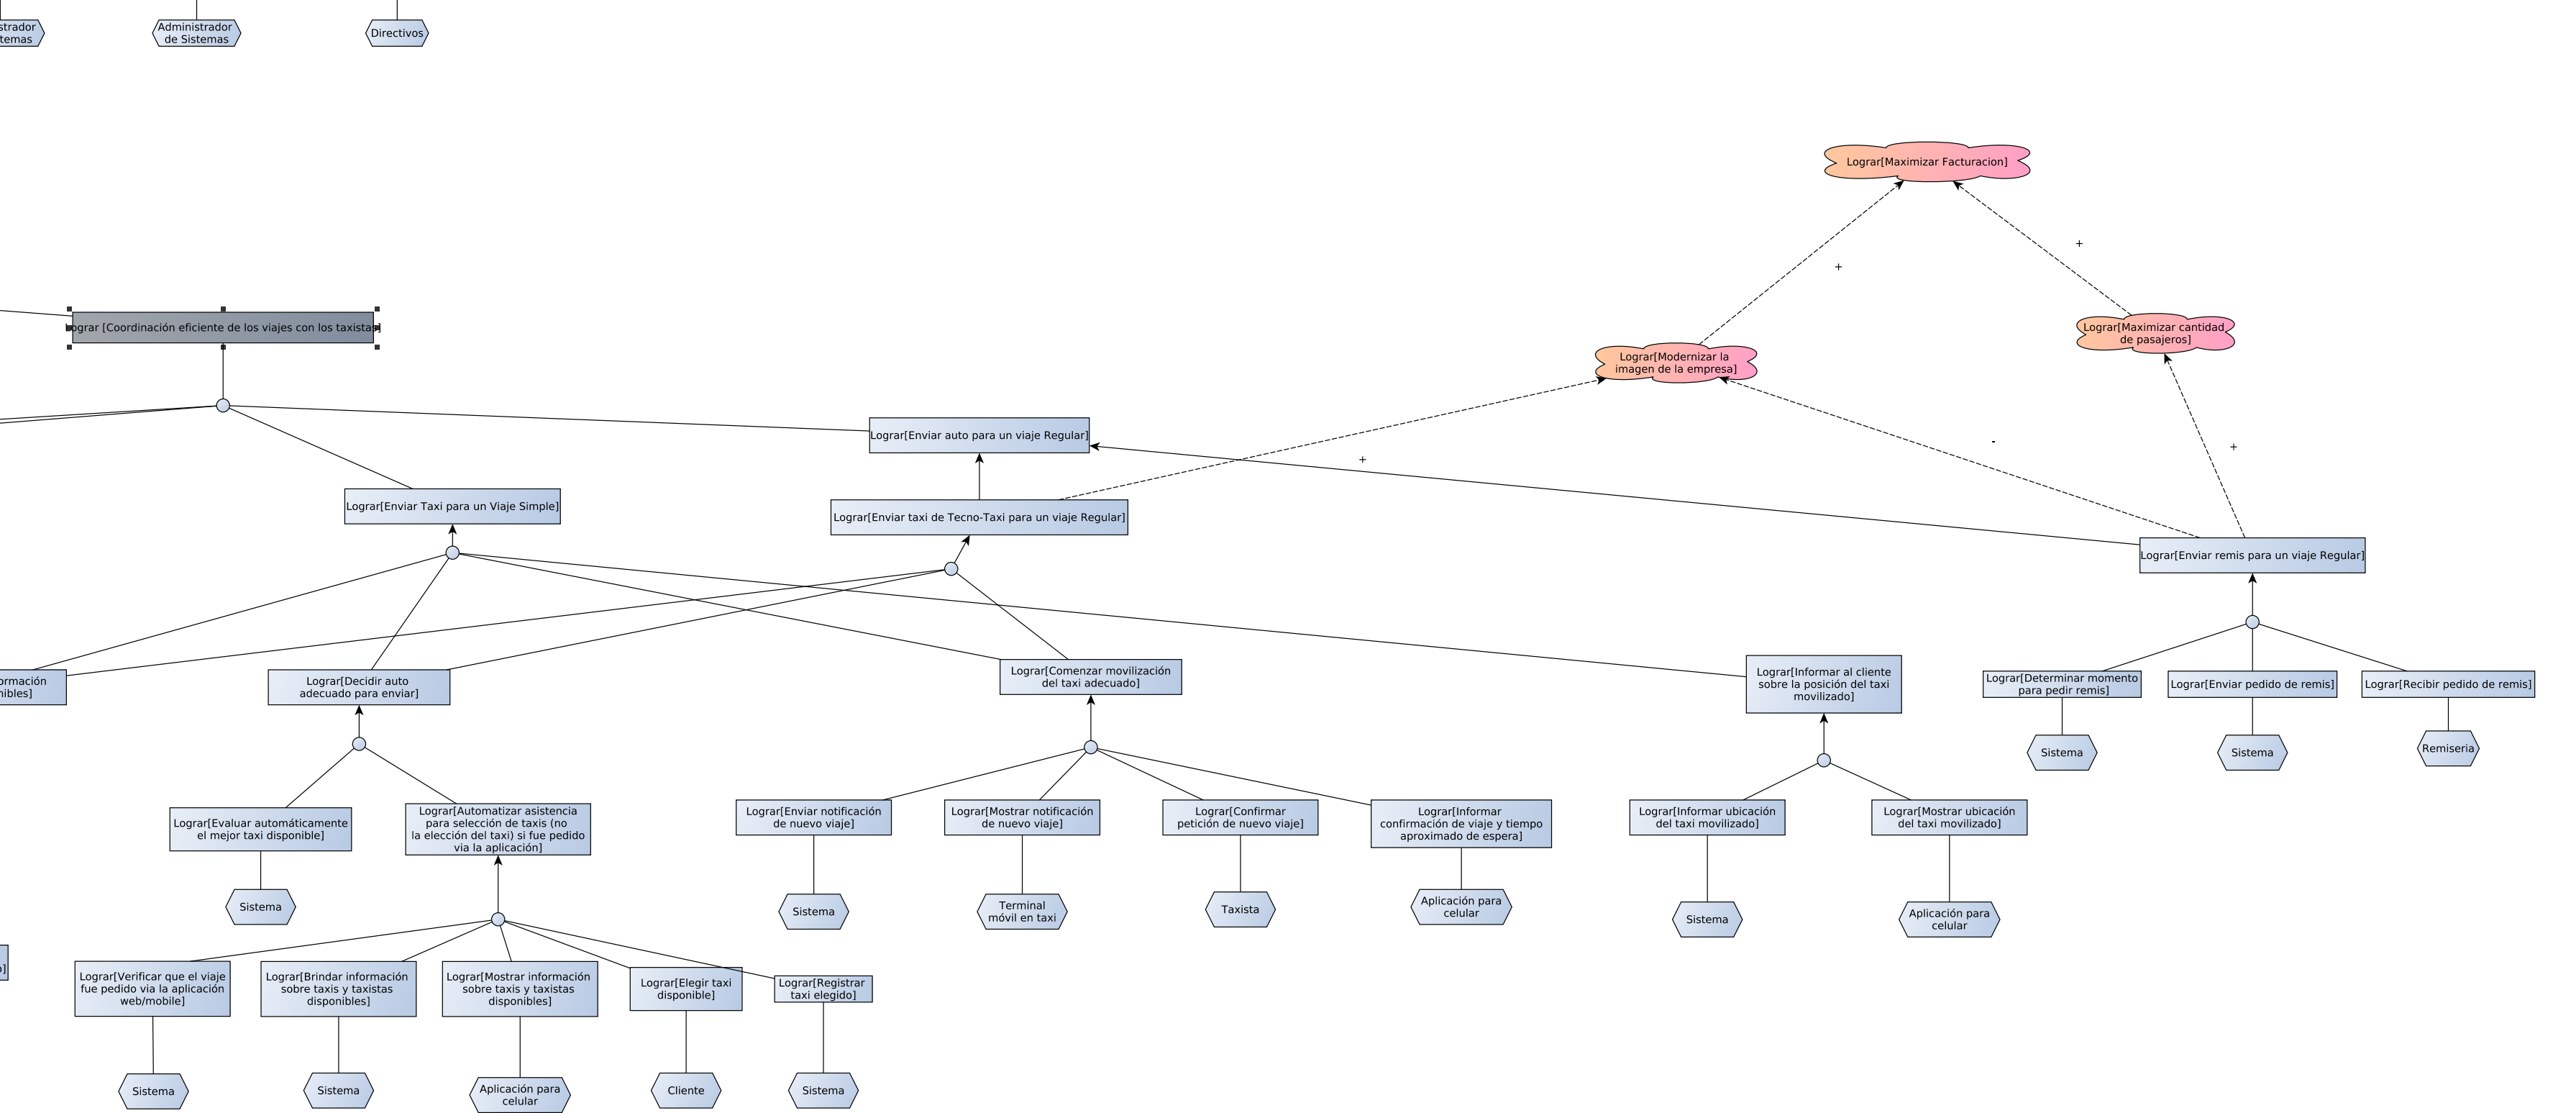 strador
temas
Administrador
de Sistemas
Directivos
Lograr[Maximizar Facturacion]
+
+
Lograr [Coordinación eficiente de los viajes con los taxistas]
Lograr[Maximizar cantidad
de pasajeros]
Lograr[Modernizar la
imagen de la empresa]
Lograr[Enviar auto para un viaje Regular]
-
+
+
Lograr[Enviar Taxi para un Viaje Simple]
Lograr[Enviar taxi de Tecno-Taxi para un viaje Regular]
Lograr[Enviar remis para un viaje Regular]
ormación
nibles]
Lograr[Decidir auto
adecuado para enviar]
Lograr[Comenzar movilización
del taxi adecuado]
Lograr[Informar al cliente
sobre la posición del taxi
movilizado]
Lograr[Determinar momento
para pedir remis]
Lograr[Enviar pedido de remis]
Lograr[Recibir pedido de remis]
Sistema
Sistema
Remiseria
Lograr[Evaluar automáticamente
el mejor taxi disponible]
Lograr[Automatizar asistencia
para selección de taxis (no
la elección del taxi) si fue pedido
via la aplicación]
Lograr[Enviar notificación
de nuevo viaje]
Lograr[Mostrar notificación
de nuevo viaje]
Lograr[Confirmar
petición de nuevo viaje]
Lograr[Informar
confirmación de viaje y tiempo
aproximado de espera]
Lograr[Informar ubicación
del taxi movilizado]
Lograr[Mostrar ubicación
del taxi movilizado]
Sistema
Sistema
Terminal
móvil en taxi
Taxista
Aplicación para
celular
Sistema
Aplicación para
celular
o]
Lograr[Verificar que el viaje
fue pedido via la aplicación
web/mobile]
Lograr[Brindar información
sobre taxis y taxistas
disponibles]
Lograr[Mostrar información
sobre taxis y taxistas
disponibles]
Lograr[Elegir taxi
disponible]
Lograr[Registrar
taxi elegido]
Sistema
Sistema
Aplicación para
celular
Cliente
Sistema